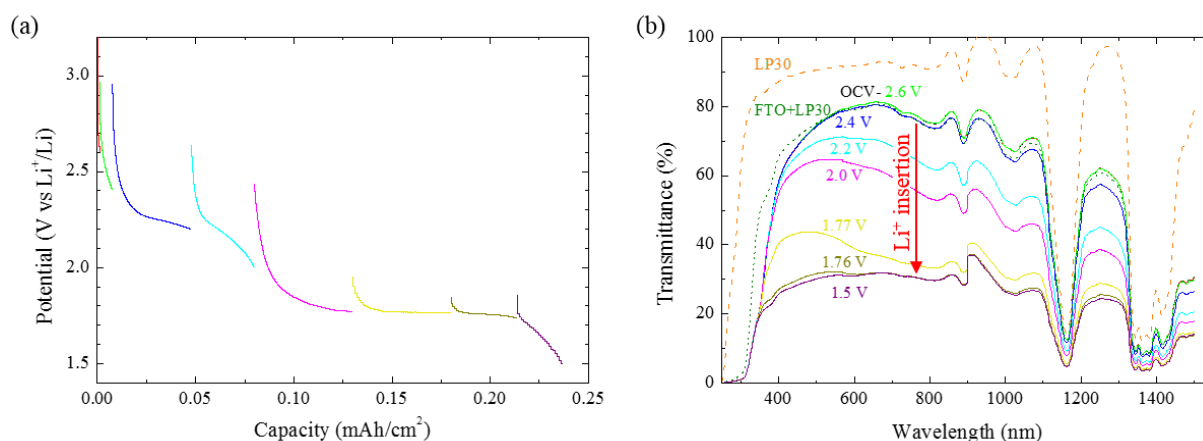 (a)
3.0
2.5
2.0
1.5
Potential (V vs Li⁺/Li)
0.00 0.05 0.10 0.15 0.20 0.25
Capacity (mAh/cm²)
(b)
100
80
60
40
20
0
Transmittance (%)
LP30
OCV- 2.6 V
FTO+LP30
2.4 V
2.2 V
2.0 V
1.77 V
1.76 V
1.5 V
Li⁺ insertion
400 600 800 1000 1200 1400
Wavelength (nm)